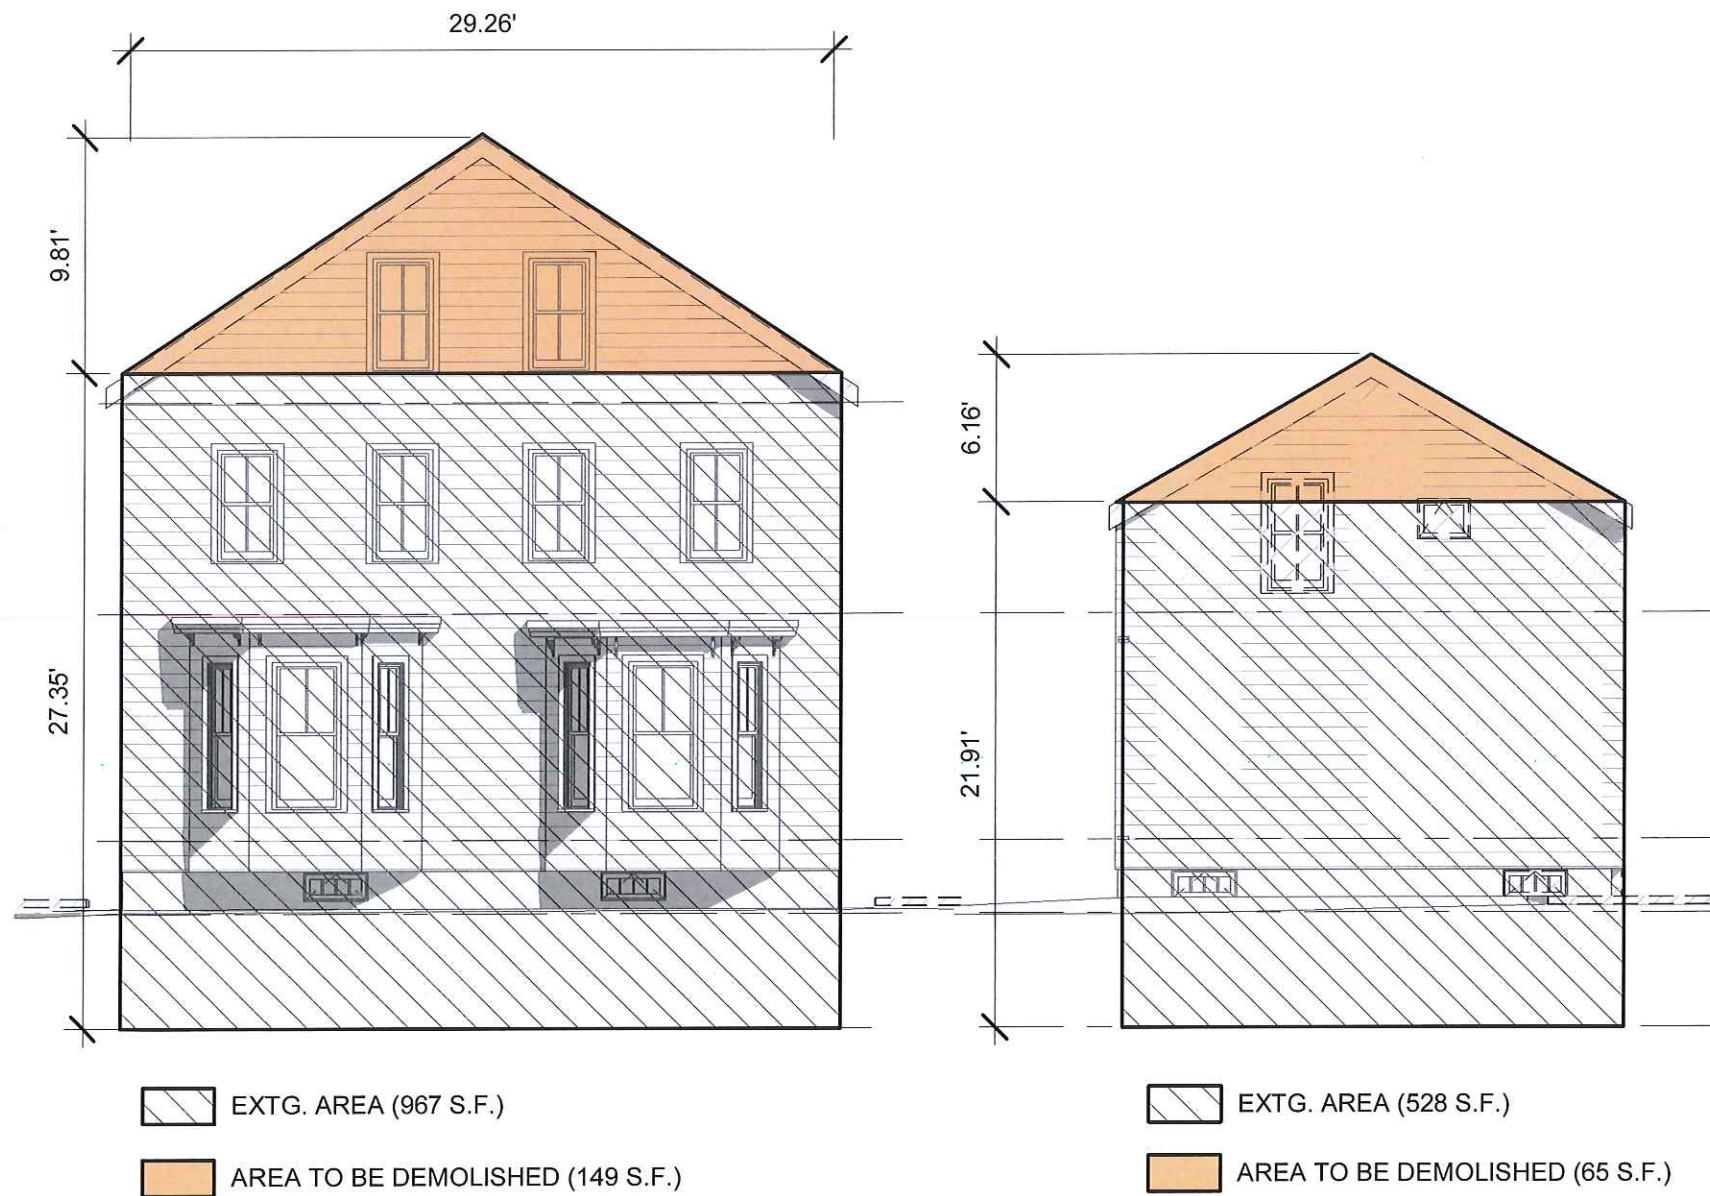 29.26'
9.81'
27.35'
6.16'
21.91'
EXTG. AREA (967 S.F.)
AREA TO BE DEMOLISHED (149 S.F.)
EXTG. AREA (528 S.F.)
AREA TO BE DEMOLISHED (65 S.F.)